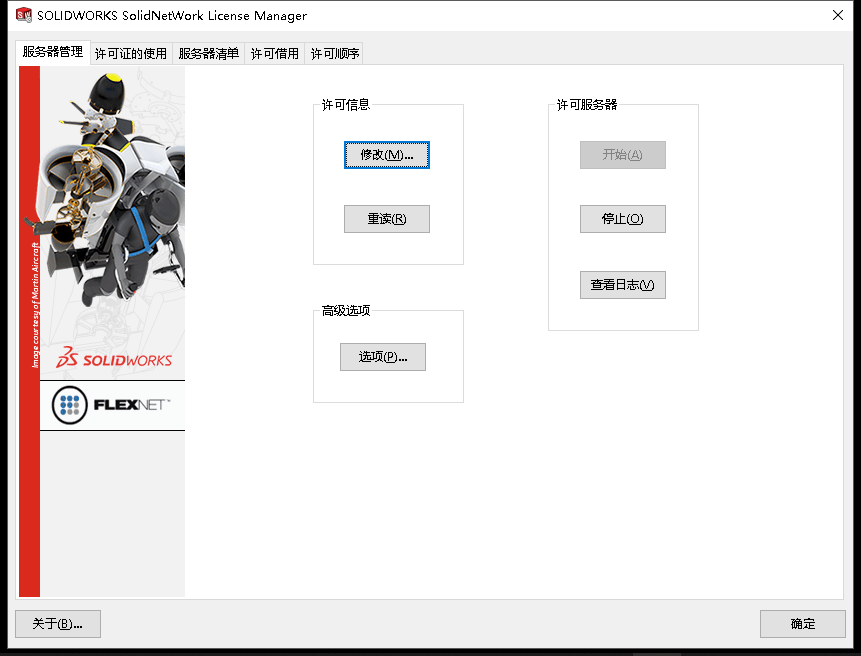 SOLIDWORKS SolidNetWork License Manager
服务器管理 许可证的使用 服务器清单 许可借用 许可顺序
许可信息
修改(M)...
重读(R)
高级选项
选项(P)...
许可服务器
开始(A)
停止(O)
查看日志(V)
Image courtesy of Martin Aircraft
SOLIDWORKS
FLEXNET™
关于(B)...
确定